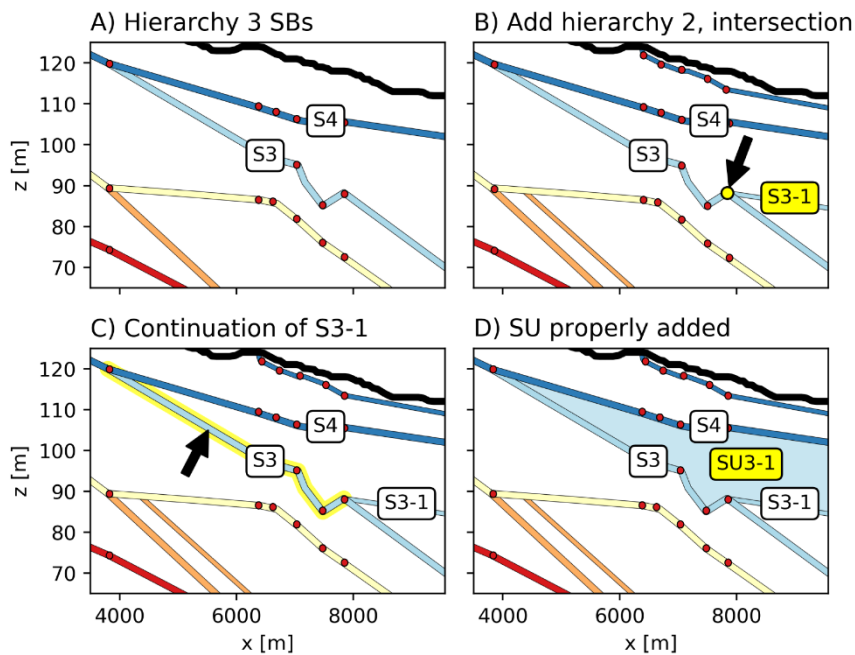 A) Hierarchy 3 SBs
B) Add hierarchy 2, intersection
120
110
100
90
80
70
z [m]
S4
S3
S4
S3
S3-1
C) Continuation of S3-1
D) SU properly added
120
110
100
90
80
70
z [m]
S4
S3
S3-1
S4
S3
SU3-1
S3-1
4000
6000
8000
x [m]
4000
6000
8000
x [m]